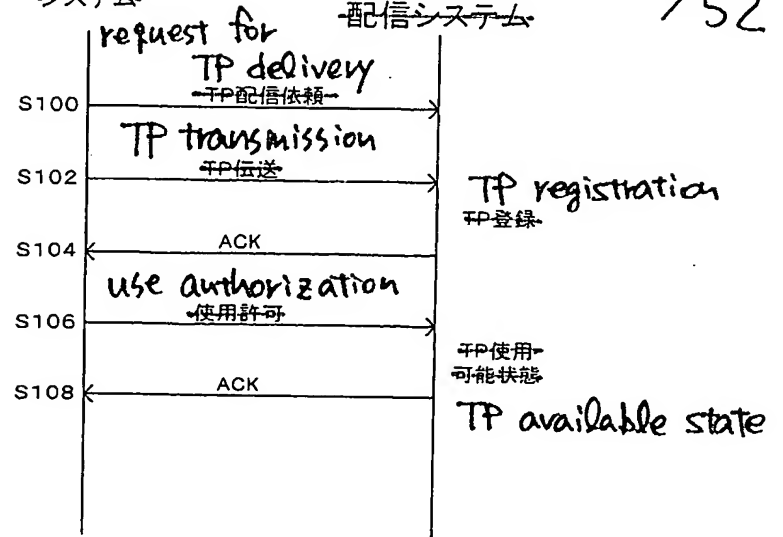 システム
配信システム
152
request for
TP delivery
TP配信依頼
S100
TP transmission
TP伝送
S102
TP registration
TP登録
ACK
S104
use authorization
使用許可
S106
TP使用
可能状態
ACK
S108
TP available state